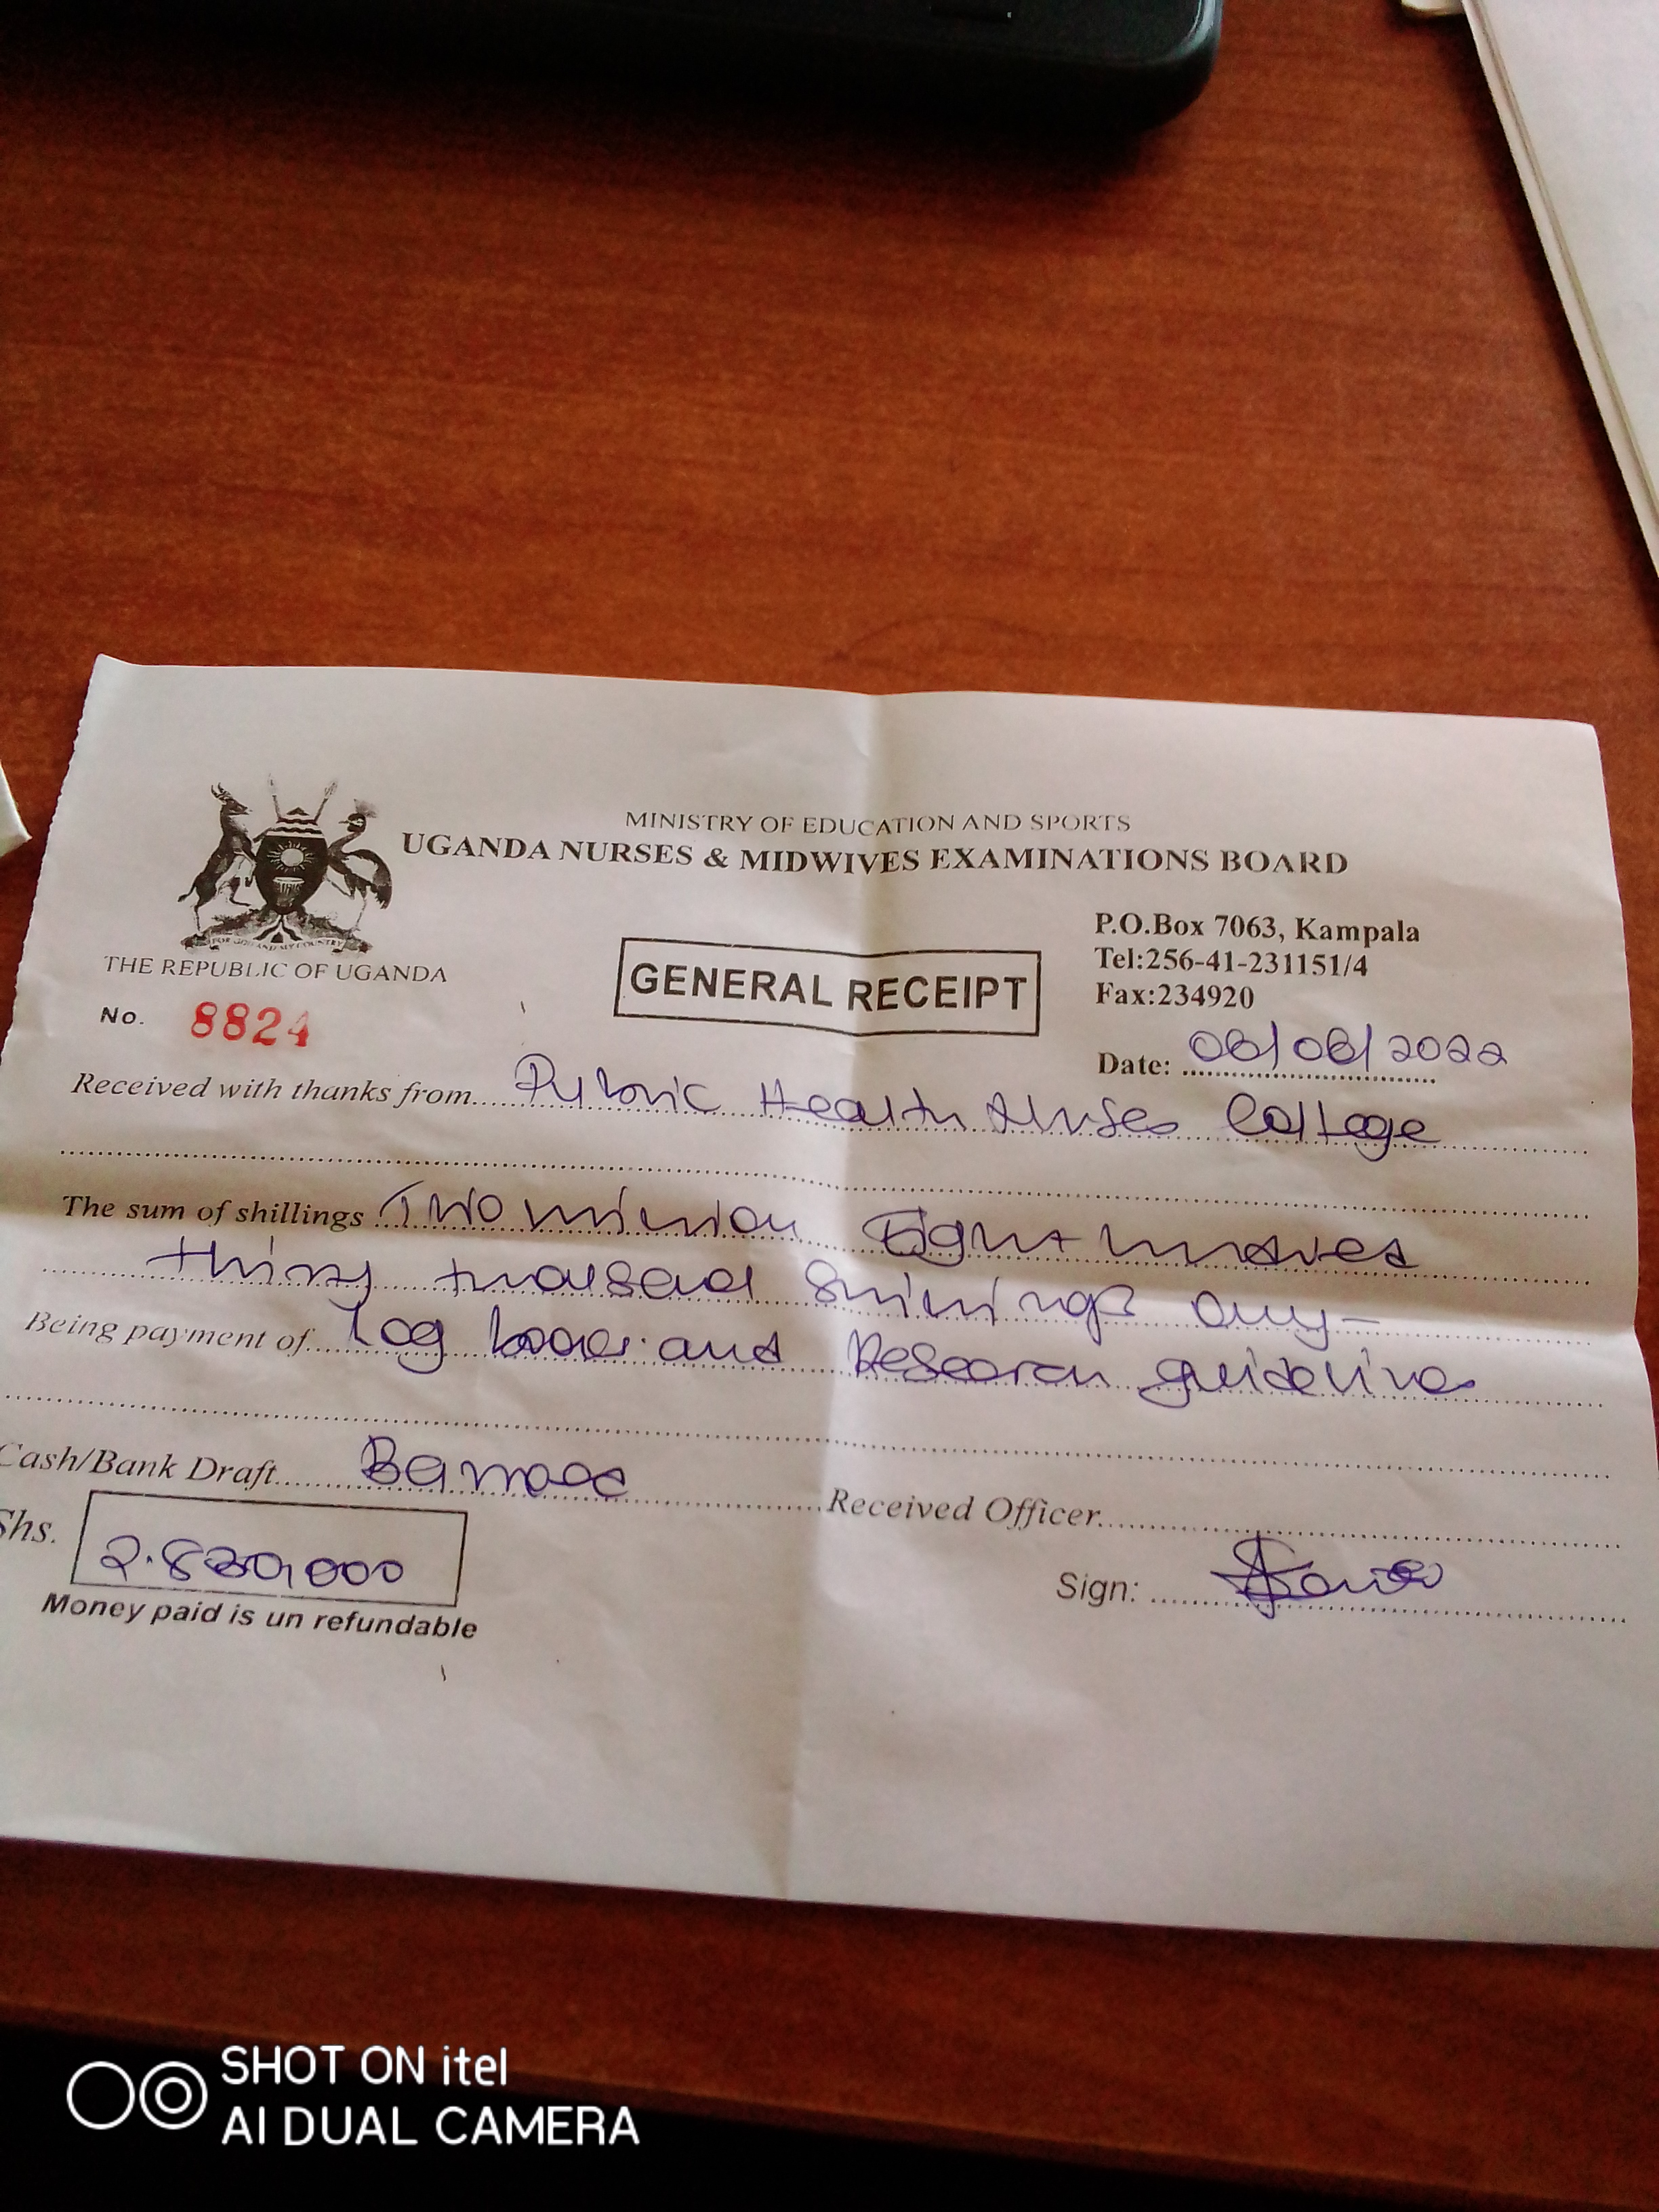 MINISTRY OF EDUCATION AND SPORTS
UGANDA NURSES & MIDWIVES EXAMINATIONS BOARD
FOR GOD AND MY COUNTRY
THE REPUBLIC OF UGANDA
P.O.Box 7063, Kampala
Tel:256-41-231151/4
Fax:234920
GENERAL RECEIPT
No. 8824
Date: 06/06/2022
Received with thanks from Public Health Nurses College
The sum of shillings Two million Eight hundred
thirty thousand shillings only-
Being payment of Log books and Research guideline
Cash/Bank Draft
Received Officer
Shs. 2.830,000
Sign:
Money paid is un refundable
SHOT ON itel
AI DUAL CAMERA